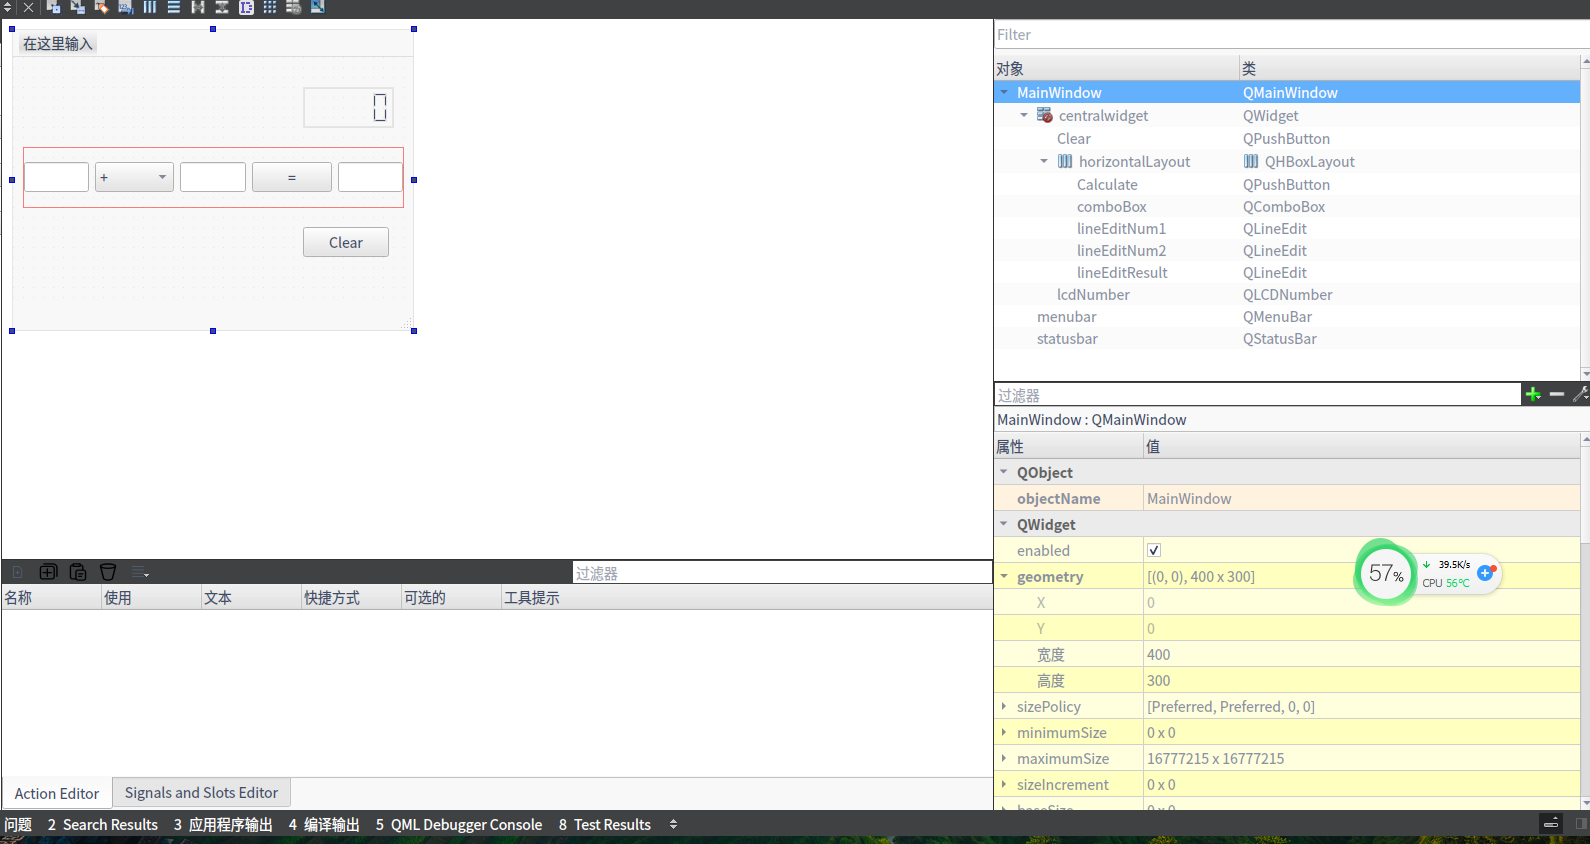 在这里输入
0
+
=
Clear
Filter
对象 类
MainWindow QMainWindow
centralwidget QWidget
Clear QPushButton
horizontalLayout QHBoxLayout
Calculate QPushButton
comboBox QComboBox
lineEditNum1 QLineEdit
lineEditNum2 QLineEdit
lineEditResult QLineEdit
lcdNumber QLCDNumber
menubar QMenuBar
statusbar QStatusBar
过滤器
MainWindow : QMainWindow
属性 值
QObject
objectName MainWindow
QWidget
enabled
geometry [(0, 0), 400 x 300]
X 0
Y 0
宽度 400
高度 300
sizePolicy [Preferred, Preferred, 0, 0]
minimumSize 0 x 0
maximumSize 16777215 x 16777215
sizeIncrement 0 x 0
baseSize 0 x 0
57%
39.5K/s
CPU 56℃
过滤器
名称 使用 文本 快捷方式 可选的 工具提示
Action Editor Signals and Slots Editor
问题 2 Search Results 3 应用程序输出 4 编译输出 5 QML Debugger Console 8 Test Results